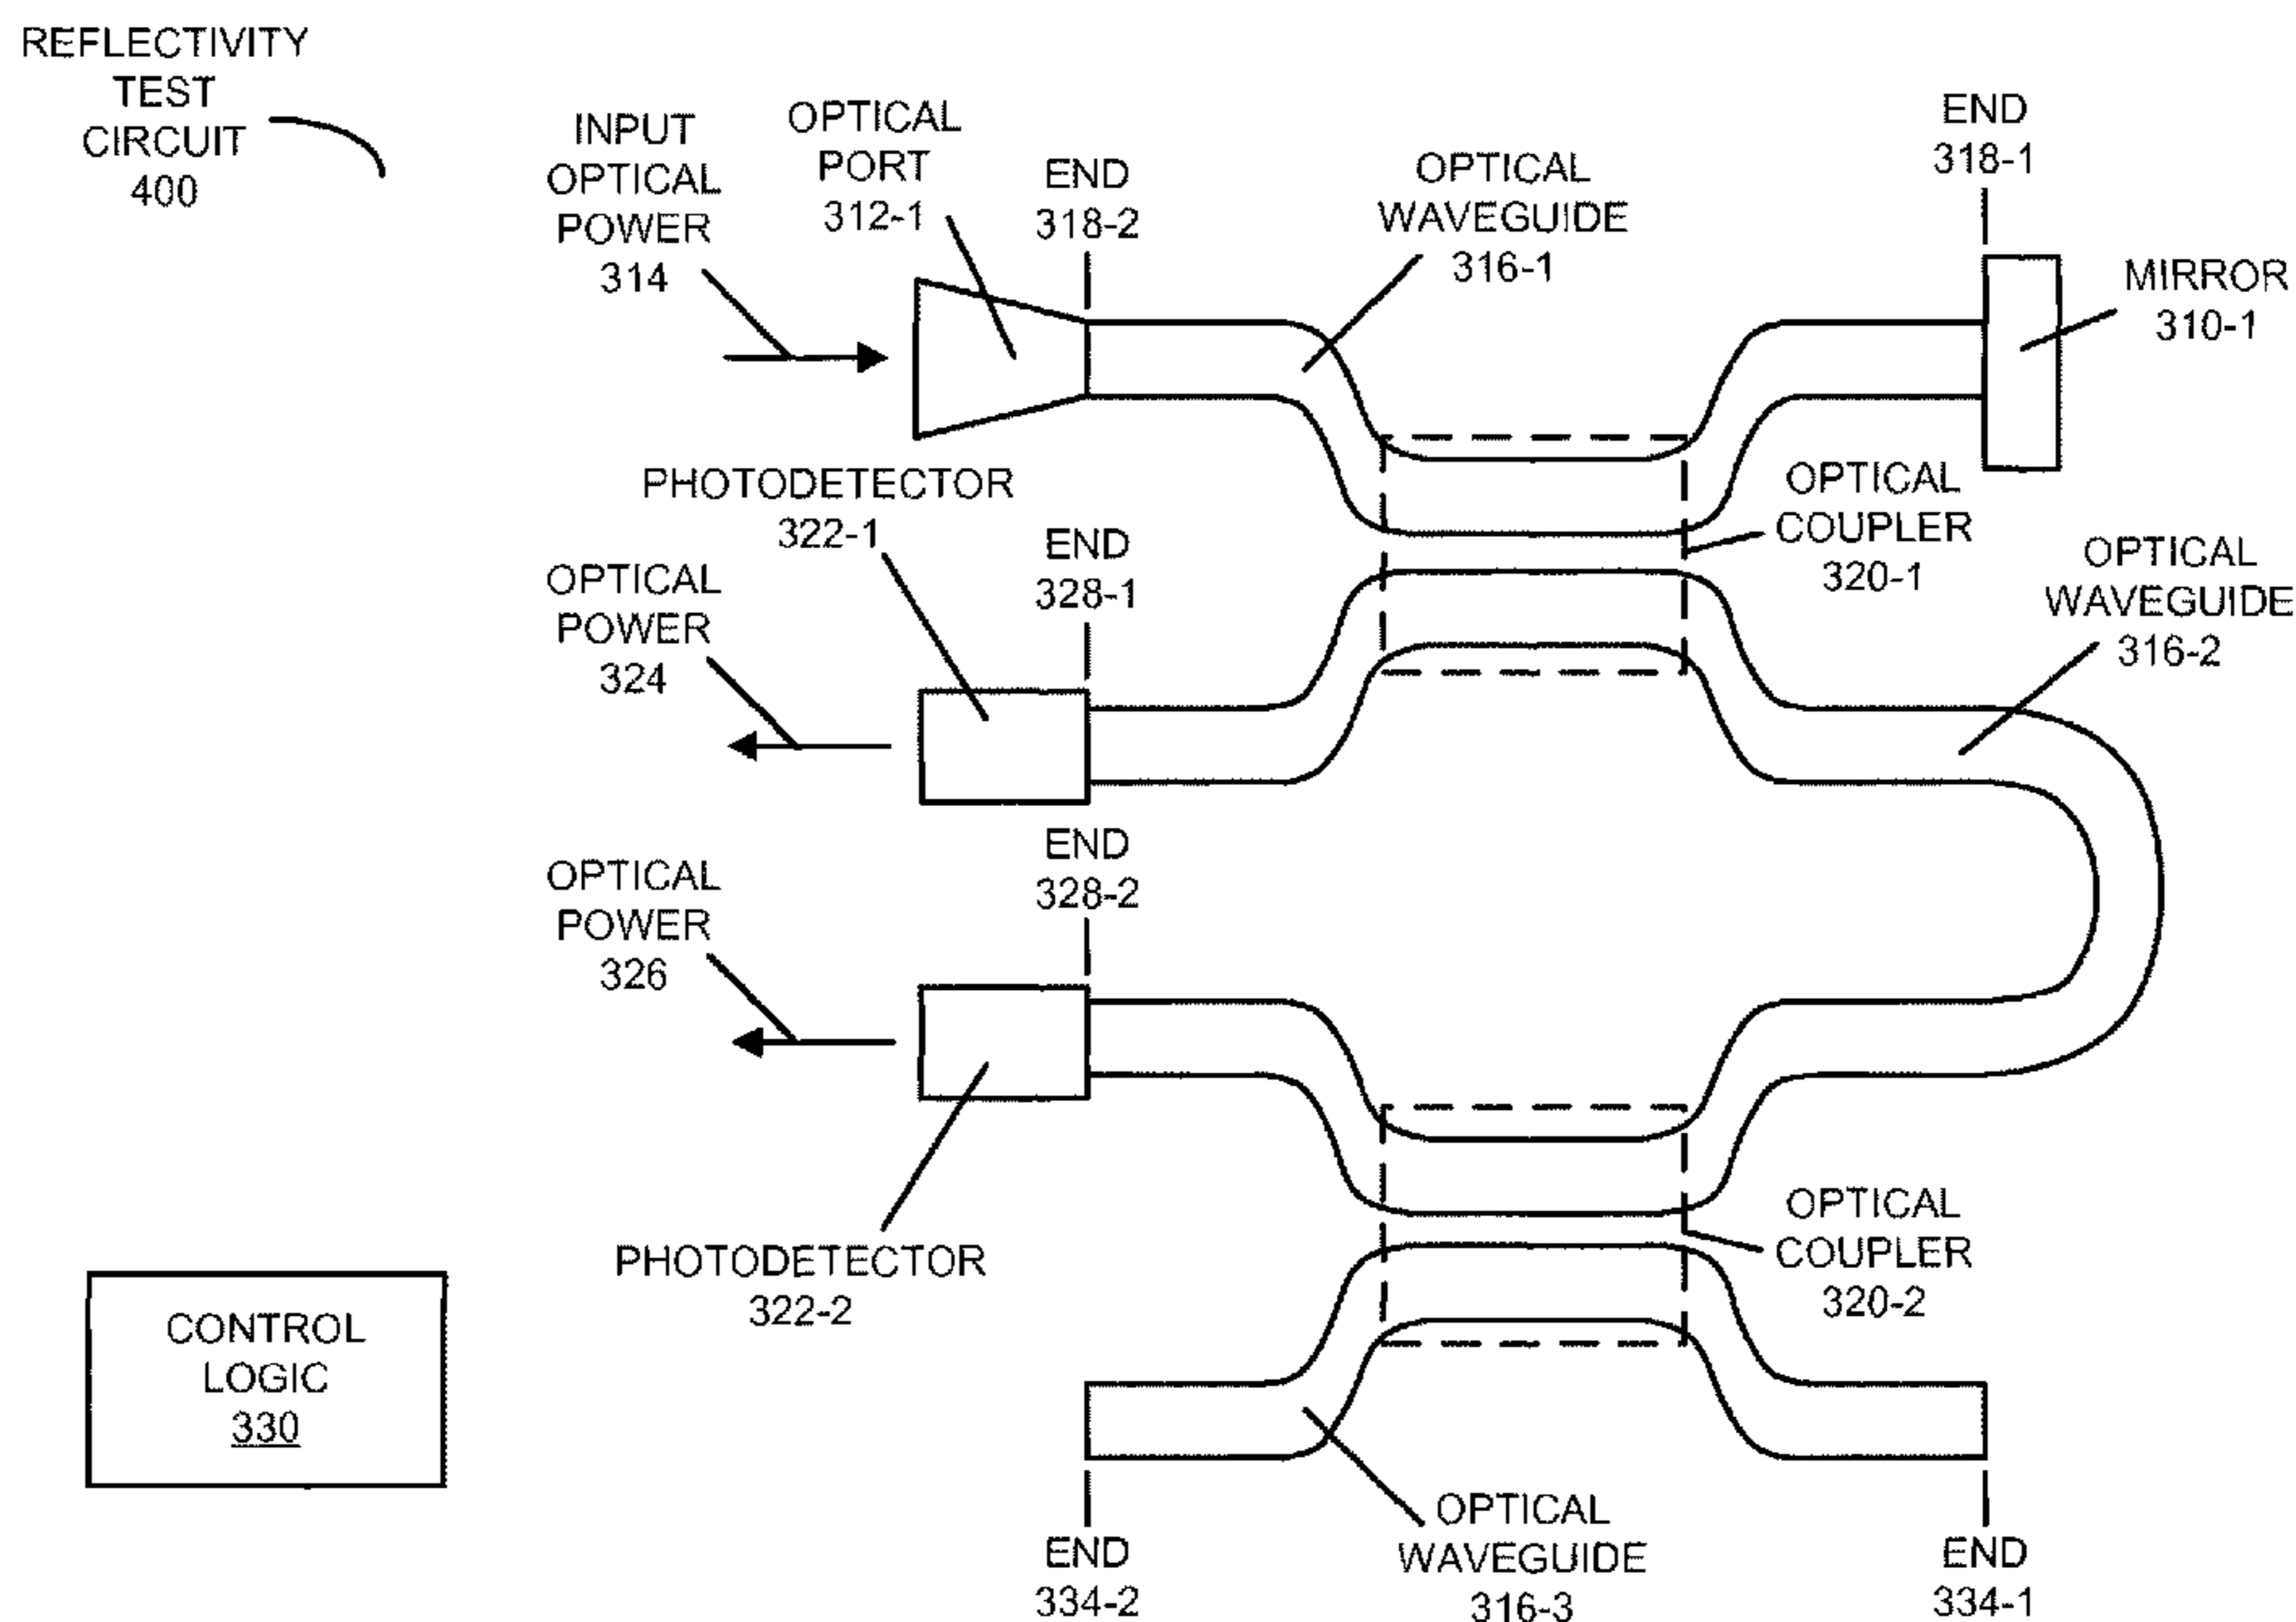 REFLECTIVITY
TEST
CIRCUIT
400
INPUT
OPTICAL
POWER
314
OPTICAL
PORT
312-1
END
318-2
OPTICAL
WAVEGUIDE
316-1
END
318-1
MIRROR
310-1
PHOTODETECTOR
322-1
END
328-1
OPTICAL
COUPLER
320-1
OPTICAL
WAVEGUIDE
316-2
OPTICAL
POWER
324
END
328-2
OPTICAL
POWER
326
PHOTODETECTOR
322-2
OPTICAL
COUPLER
320-2
CONTROL
LOGIC
330
END
334-2
OPTICAL
WAVEGUIDE
316-3
END
334-1